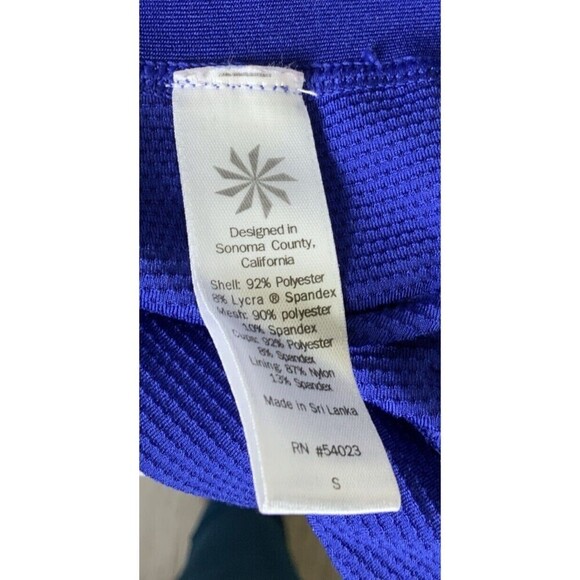 Designed in
Sonoma County,
California
Shell: 92% Polyester
8% Lycra ® Spandex
Mesh: 90% polyester
10% Spandex
Cups: 92% Polyester
8% Spandex
Lining: 87% Nylon
13% Spandex
Made in Sri Lanka
RN #54023
S